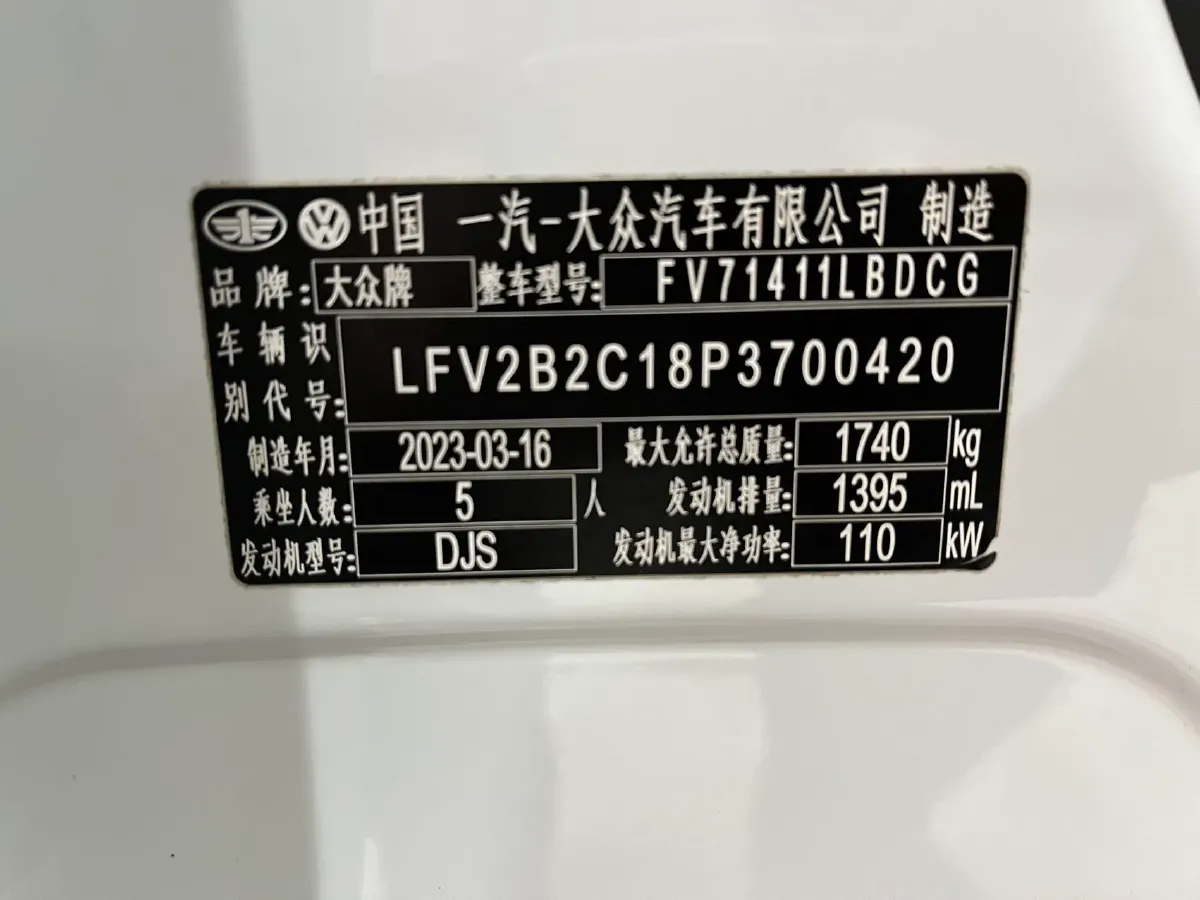 中国 一汽-大众汽车有限公司 制造
品牌: 大众牌 整车型号: FV71411LBDCG
车辆识别代号: LFV2B2C18P3700420
制造年月: 2023-03-16 最大允许总质量: 1740 kg
乘坐人数: 5 人 发动机排量: 1395 mL
发动机型号: DJS 发动机最大净功率: 110 kW